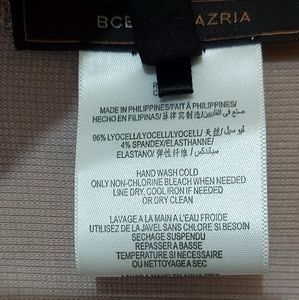 BCB AZRIA
MADE IN PHILIPPINES/FAIT À PHILIPPINES/
HECHO EN FILIPINAS/菲律宾制造/صنع في الفلبين/
96% LYOCELL/LYOCELL/LYOCELL/天丝/ليوسيل
4% SPANDEX/ELASTHANNE/
ELASTANO/弹性纤维/سباندكس
HAND WASH COLD
ONLY NON-CHLORINE BLEACH WHEN NEEDED
LINE DRY, COOL IRON IF NEEDED
OR DRY CLEAN
LAVAGE A LA MAIN A L'EAU FROIDE
UTILISEZ DE LA JAVEL SANS CHLORE SI BESOIN
SECHAGE SUSPENDU
REPASSER A BASSE
TEMPERATURE SI NECESSAIRE
OU NETTOYAGE A SEC